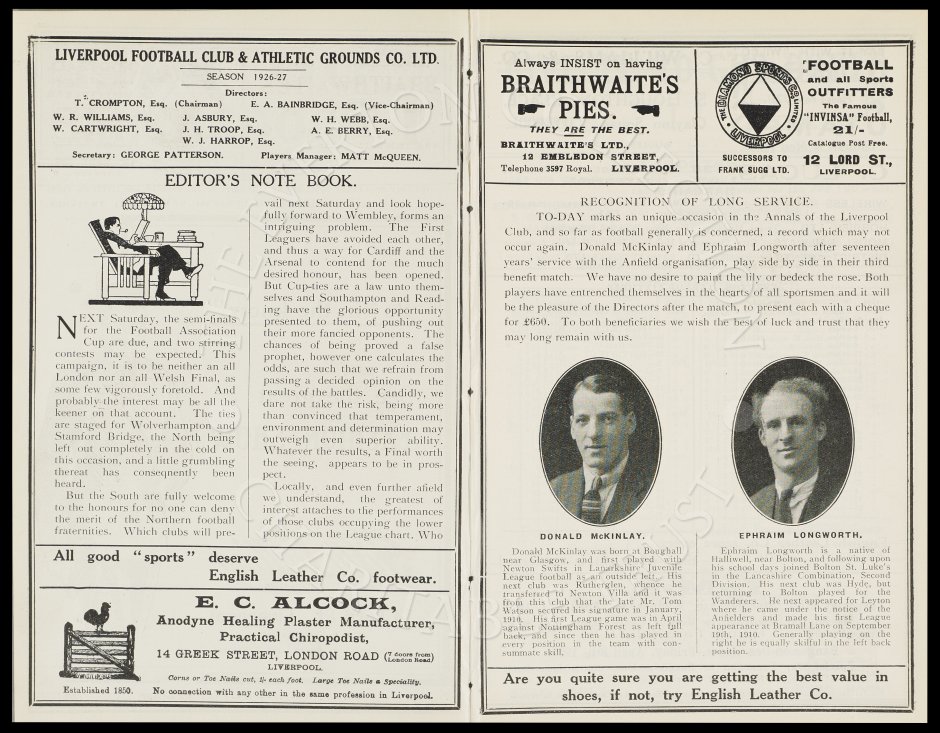 LIVERPOOL FOOTBALL CLUB & ATHLETIC GROUNDS CO. LTD.
SEASON 1926-27
Directors:
T. CROMPTON, Esq. (Chairman) E. A. BAINBRIDGE, Esq. (Vice-Chairman)
W. R. WILLIAMS, Esq. J. ASBURY, Esq. W. H. WEBB, Esq.
W. CARTWRIGHT, Esq. J. H. TROOP, Esq. A. E. BERRY, Esq.
W. J. HARROP, Esq.
Secretary: GEORGE PATTERSON. Players Manager: MATT McQUEEN.
EDITOR'S NOTE BOOK.
NEXT Saturday, the semi-finals
for the Football Association
Cup are due, and two stirring
contests may be expected. This
campaign, it is to be neither an all
London nor an all Welsh Final, as
some few vigorously foretold. And
probably the interest may be all the
keener on that account. The ties
are staged for Wolverhampton and
Stamford Bridge, the North being
left out completely in the cold on
this occasion, and a little grumbling
thereat has consequently been
heard.
But the South are fully welcome
to the honours for no one can deny
the merit of the Northern football
fraternities. Which clubs will pre-
vail next Saturday and look hope-
fully forward to Wembley, forms an
intriguing problem. The First
Leaguers have avoided each other,
and thus a way for Cardiff and the
Arsenal to contend for the much
desired honour, has been opened.
But Cup-ties are a law unto them-
selves and Southampton and Read-
ing have the glorious opportunity
presented to them, of pushing out
their more fancied opponents. The
chances of being proved a false
prophet, however one calculates the
odds, are such that we refrain from
passing a decided opinion on the
results of the battles. Candidly, we
dare not take the risk, being more
than convinced that temperament,
environment and determination may
outweigh even superior ability.
Whatever the results, a Final worth
the seeing, appears to be in pros-
pect.
Locally, and even further afield
we understand, the greatest of
interest attaches to the performances
of those clubs occupying the lower
positions on the League chart. Who
All good "sports" deserve
English Leather Co. footwear.
E. C. ALCOCK,
Anodyne Healing Plaster Manufacturer,
Practical Chiropodist,
14 GREEK STREET, LONDON ROAD (7 doors from London Road)
LIVERPOOL.
Corns or Toe Nails cut, 1/- each foot. Large Toe Nails a Speciality.
Established 1850. No connection with any other in the same profession in Liverpool.
Always INSIST on having
BRAITHWAITE'S
PIES.
THEY ARE THE BEST.
BRAITHWAITE'S LTD.,
12 EMBLEDON STREET,
Telephone 3597 Royal. LIVERPOOL.
THE DIAMOND SPORTS CO. LIMITED
LIVERPOOL
SUCCESSORS TO
FRANK SUGG LTD.
FOOTBALL
and all Sports
OUTFITTERS
The Famous
"INVINSA" Football,
21/-
Catalogue Post Free.
12 LORD ST.,
LIVERPOOL.
RECOGNITION OF LONG SERVICE.
TO-DAY marks an unique occasion in the Annals of the Liverpool
Club, and so far as football generally is concerned, a record which may not
occur again. Donald McKinlay and Ephraim Longworth after seventeen
years' service with the Anfield organisation, play side by side in their third
benefit match. We have no desire to paint the lily or bedeck the rose. Both
players have entrenched themselves in the hearts of all sportsmen and it will
be the pleasure of the Directors after the match, to present each with a cheque
for £650. To both beneficiaries we wish the best of luck and trust that they
may long remain with us.
DONALD McKINLAY.
Donald McKinlay was born at Boughall
near Glasgow, and first played with
Newton Swifts in Lanarkshire Juvenile
League football as an outside left. His
next club was Rutherglen, whence he
transferred to Newton Villa and it was
from this club that the late Mr. Tom
Watson secured his signature in January,
1910. His first League game was in April
against Nottingham Forest as left full
back, and since then he has played in
every position in the team with con-
summate skill.
EPHRAIM LONGWORTH.
Ephraim Longworth is a native of
Halliwell, near Bolton, and following upon
his school days joined Bolton St. Luke's
in the Lancashire Combination, Second
Division. His next club was Hyde, but
returning to Bolton played for the
Wanderers. He next appeared for Leyton
where he came under the notice of the
Anfielders and made his first League
appearance at Bramall Lane on September
19th, 1910. Generally playing on the
right he is equally skilful in the left back
position.
Are you quite sure you are getting the best value in
shoes, if not, try English Leather Co.